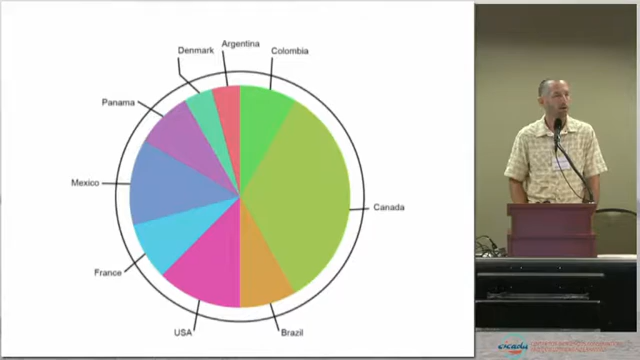 Argentina
Denmark
Colombia
Panama
Mexico
Canada
France
USA
Brazil